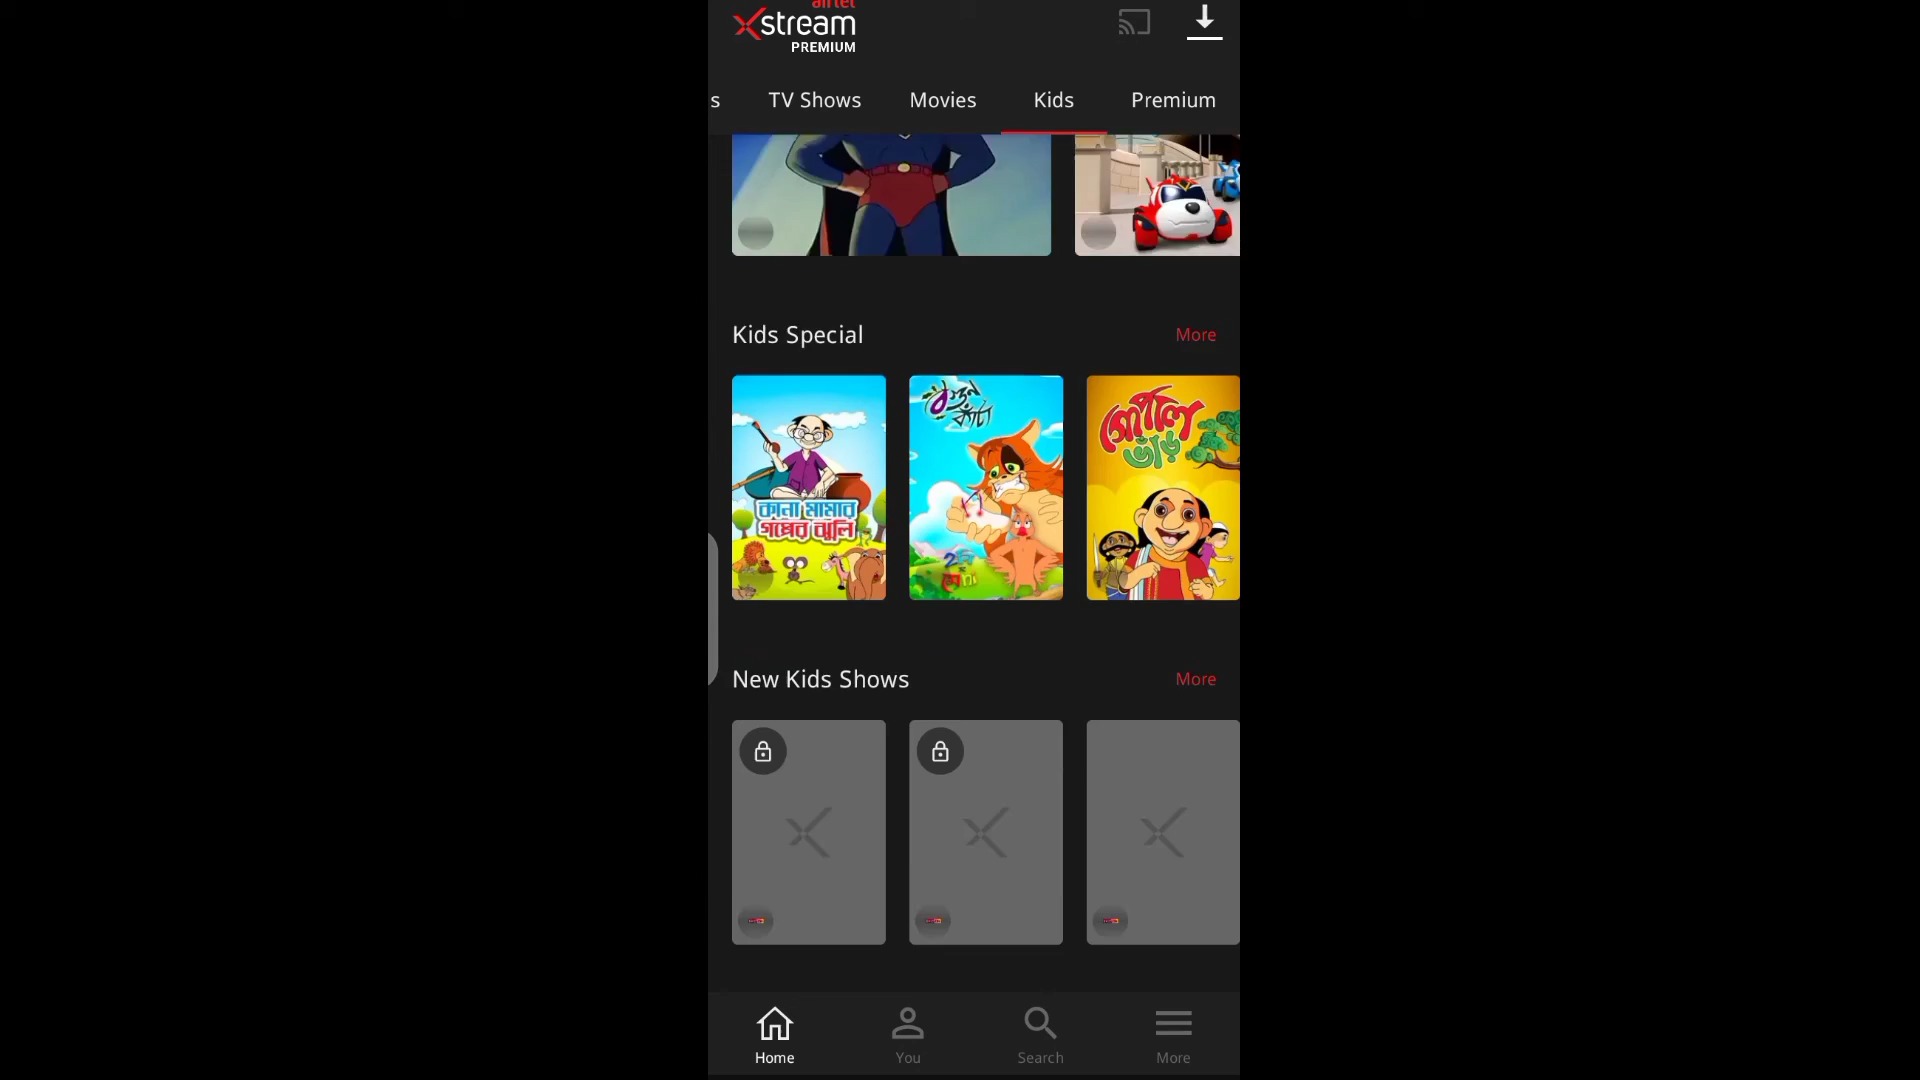 airtel
Xstream
PREMIUM
s TV Shows Movies Kids Premium
Kids Special More
কানা মামার
গল্পের ঝুলি
গোপাল
ভাঁড়
New Kids Shows More
Home You Search More